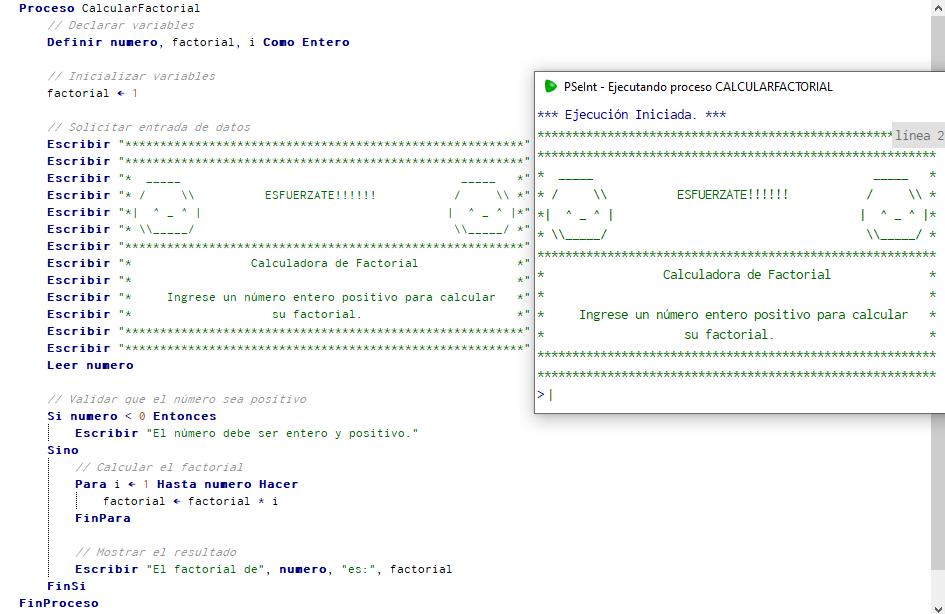 Proceso CalcularFactorial
// Declarar variables
Definir numero, factorial, i Como Entero
// Inicializar variables
factorial ← 1
// Solicitar entrada de datos
Escribir "*********************************************************"
Escribir "*********************************************************"
Escribir "*  _____                                        _____   *"
Escribir "* /     \\          ESFUERZATE!!!!!!           /     \\ *"
Escribir "*|  ^ _ ^ |                                   |  ^ _ ^ |*"
Escribir "* \\_____/                                     \\_____/ *"
Escribir "*********************************************************"
Escribir "*                 Calculadora de Factorial              *"
Escribir "*                                                       *"
Escribir "*     Ingrese un número entero positivo para calcular   *"
Escribir "*                    su factorial.                      *"
Escribir "*********************************************************"
Escribir "*********************************************************"
Leer numero
// Validar que el número sea positivo
Si numero < 0 Entonces
Escribir "El número debe ser entero y positivo."
Sino
// Calcular el factorial
Para i ← 1 Hasta numero Hacer
factorial ← factorial * i
FinPara
// Mostrar el resultado
Escribir "El factorial de", numero, "es:", factorial
FinSi
FinProceso
PSeInt - Ejecutando proceso CALCULARFACTORIAL
*** Ejecución Iniciada. ***
*************************************************** línea 2
*********************************************************
*  _____                                        _____   *
* /     \\          ESFUERZATE!!!!!!           /     \\ *
*|  ^ _ ^ |                                   |  ^ _ ^ |*
* \\_____/                                     \\_____/ *
*********************************************************
*                 Calculadora de Factorial              *
*                                                       *
*     Ingrese un número entero positivo para calcular   *
*                    su factorial.                      *
*********************************************************
*********************************************************
>